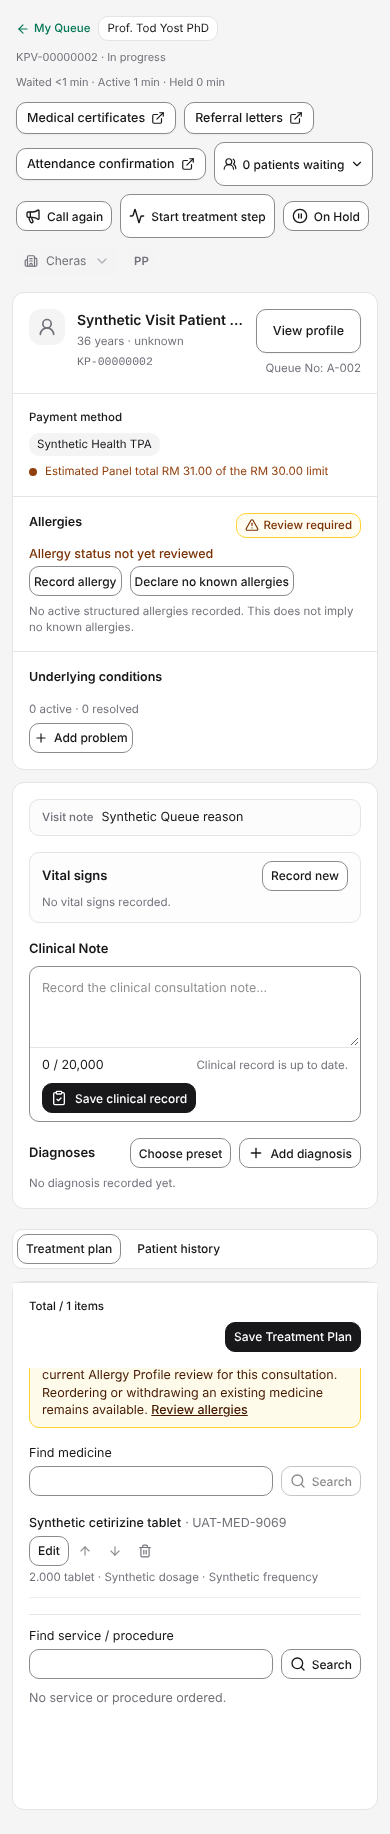 My Queue
Prof. Tod Yost PhD
KPV-00000002 · In progress
Waited <1 min · Active 1 min · Held 0 min
Medical certificates
Referral letters
Attendance confirmation
0 patients waiting
Call again
Start treatment step
On Hold
Cheras
PP
Synthetic Visit Patient ...
View profile
36 years · unknown
KP-00000002
Queue No: A-002
Payment method
Synthetic Health TPA
Estimated Panel total RM 31.00 of the RM 30.00 limit
Allergies
Review required
Allergy status not yet reviewed
Record allergy
Declare no known allergies
No active structured allergies recorded. This does not imply
no known allergies.
Underlying conditions
0 active · 0 resolved
Add problem
Visit note Synthetic Queue reason
Vital signs
Record new
No vital signs recorded.
Clinical Note
Record the clinical consultation note...
0 / 20,000
Clinical record is up to date.
Save clinical record
Diagnoses
Choose preset
Add diagnosis
No diagnosis recorded yet.
Treatment plan
Patient history
Total / 1 items
Save Treatment Plan
current Allergy Profile review for this consultation.
Reordering or withdrawing an existing medicine
remains available. Review allergies
Find medicine
Search
Synthetic cetirizine tablet · UAT-MED-9069
Edit
2.000 tablet · Synthetic dosage · Synthetic frequency
Find service / procedure
Search
No service or procedure ordered.